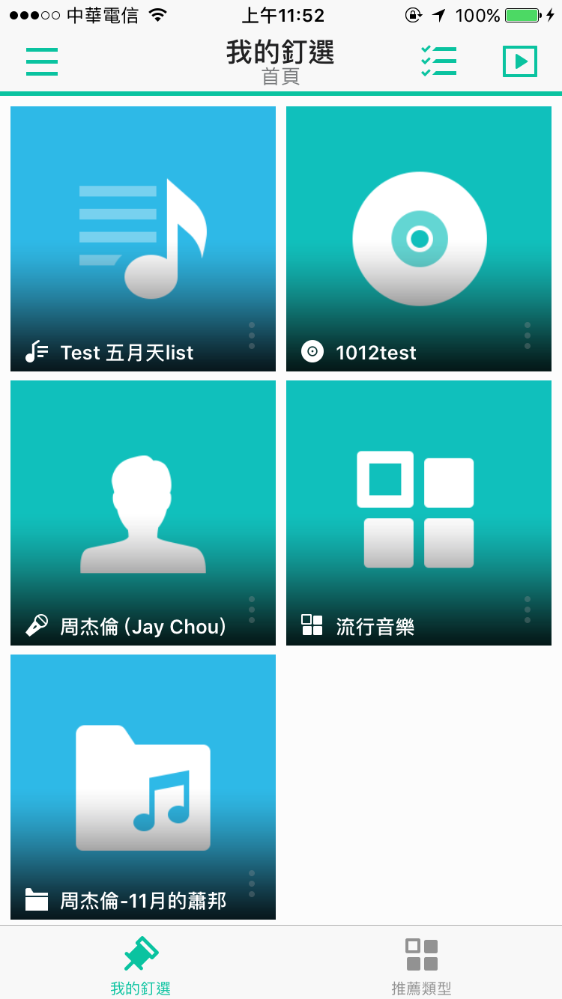 中華電信 上午11:52 100%
我的釘選
首頁
Test 五月天list
1012test
周杰倫 (Jay Chou)
流行音樂
周杰倫-11月的蕭邦
我的釘選
推薦類型